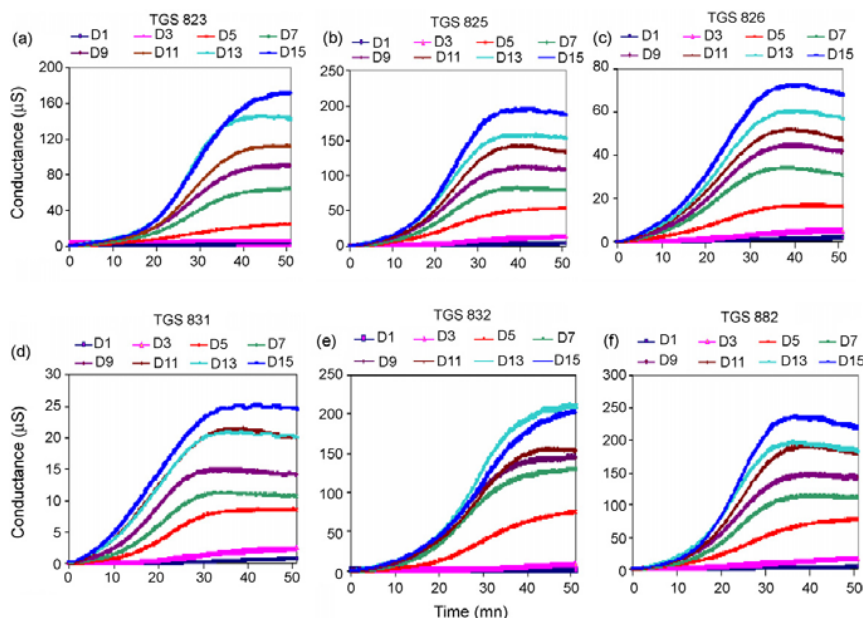 TGS 823
(a) D1 D3 D5 D7
D9 D11 D13 D15
200
160
120
80
40
0
0 10 20 30 40 50
Conductance (µS)
TGS 825
(b) D1 D3 D5 D7
D9 D11 D13 D15
250
200
150
100
50
0
0 10 20 30 40 50
TGS 826
(c) D1 D3 D5 D7
D9 D11 D13 D15
80
60
40
20
0
0 10 20 30 40 50
TGS 831
(d) D1 D3 D5 D7
D9 D11 D13 D15
30
25
20
15
10
5
0
0 10 20 30 40 50
Conductance (µS)
TGS 832
(e) D1 D3 D5 D7
D9 D11 D13 D15
250
200
150
100
50
0
0 10 20 30 40 50
Time (mn)
TGS 882
(f) D1 D3 D5 D7
D9 D11 D13 D15
300
250
200
150
100
50
0
0 10 20 30 40 50